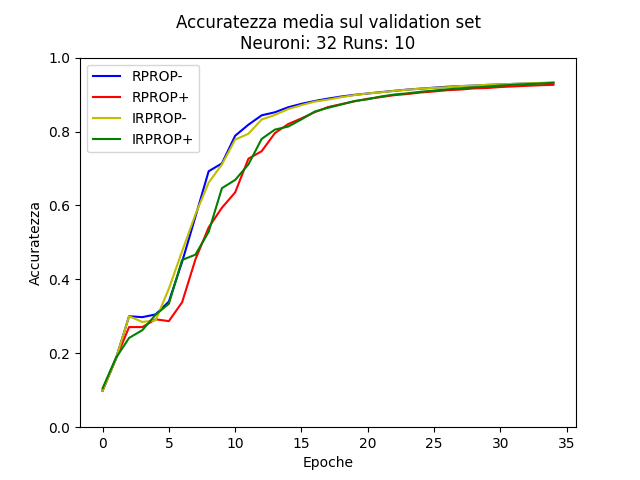 Accuratezza media sul validation set
Neuroni: 32 Runs: 10
RPROP-
RPROP+
IRPROP-
IRPROP+
Accuratezza
1.0
0.8
0.6
0.4
0.2
0.0
0 5 10 15 20 25 30 35
Epoche